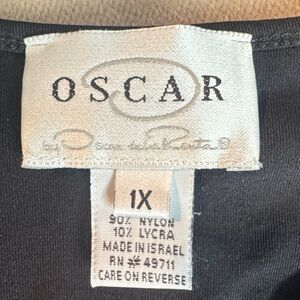 OSCAR
by Oscar de la Renta®
1X
90% NYLON
10% LYCRA
MADE IN ISRAEL
RN # 49711
CARE ON REVERSE